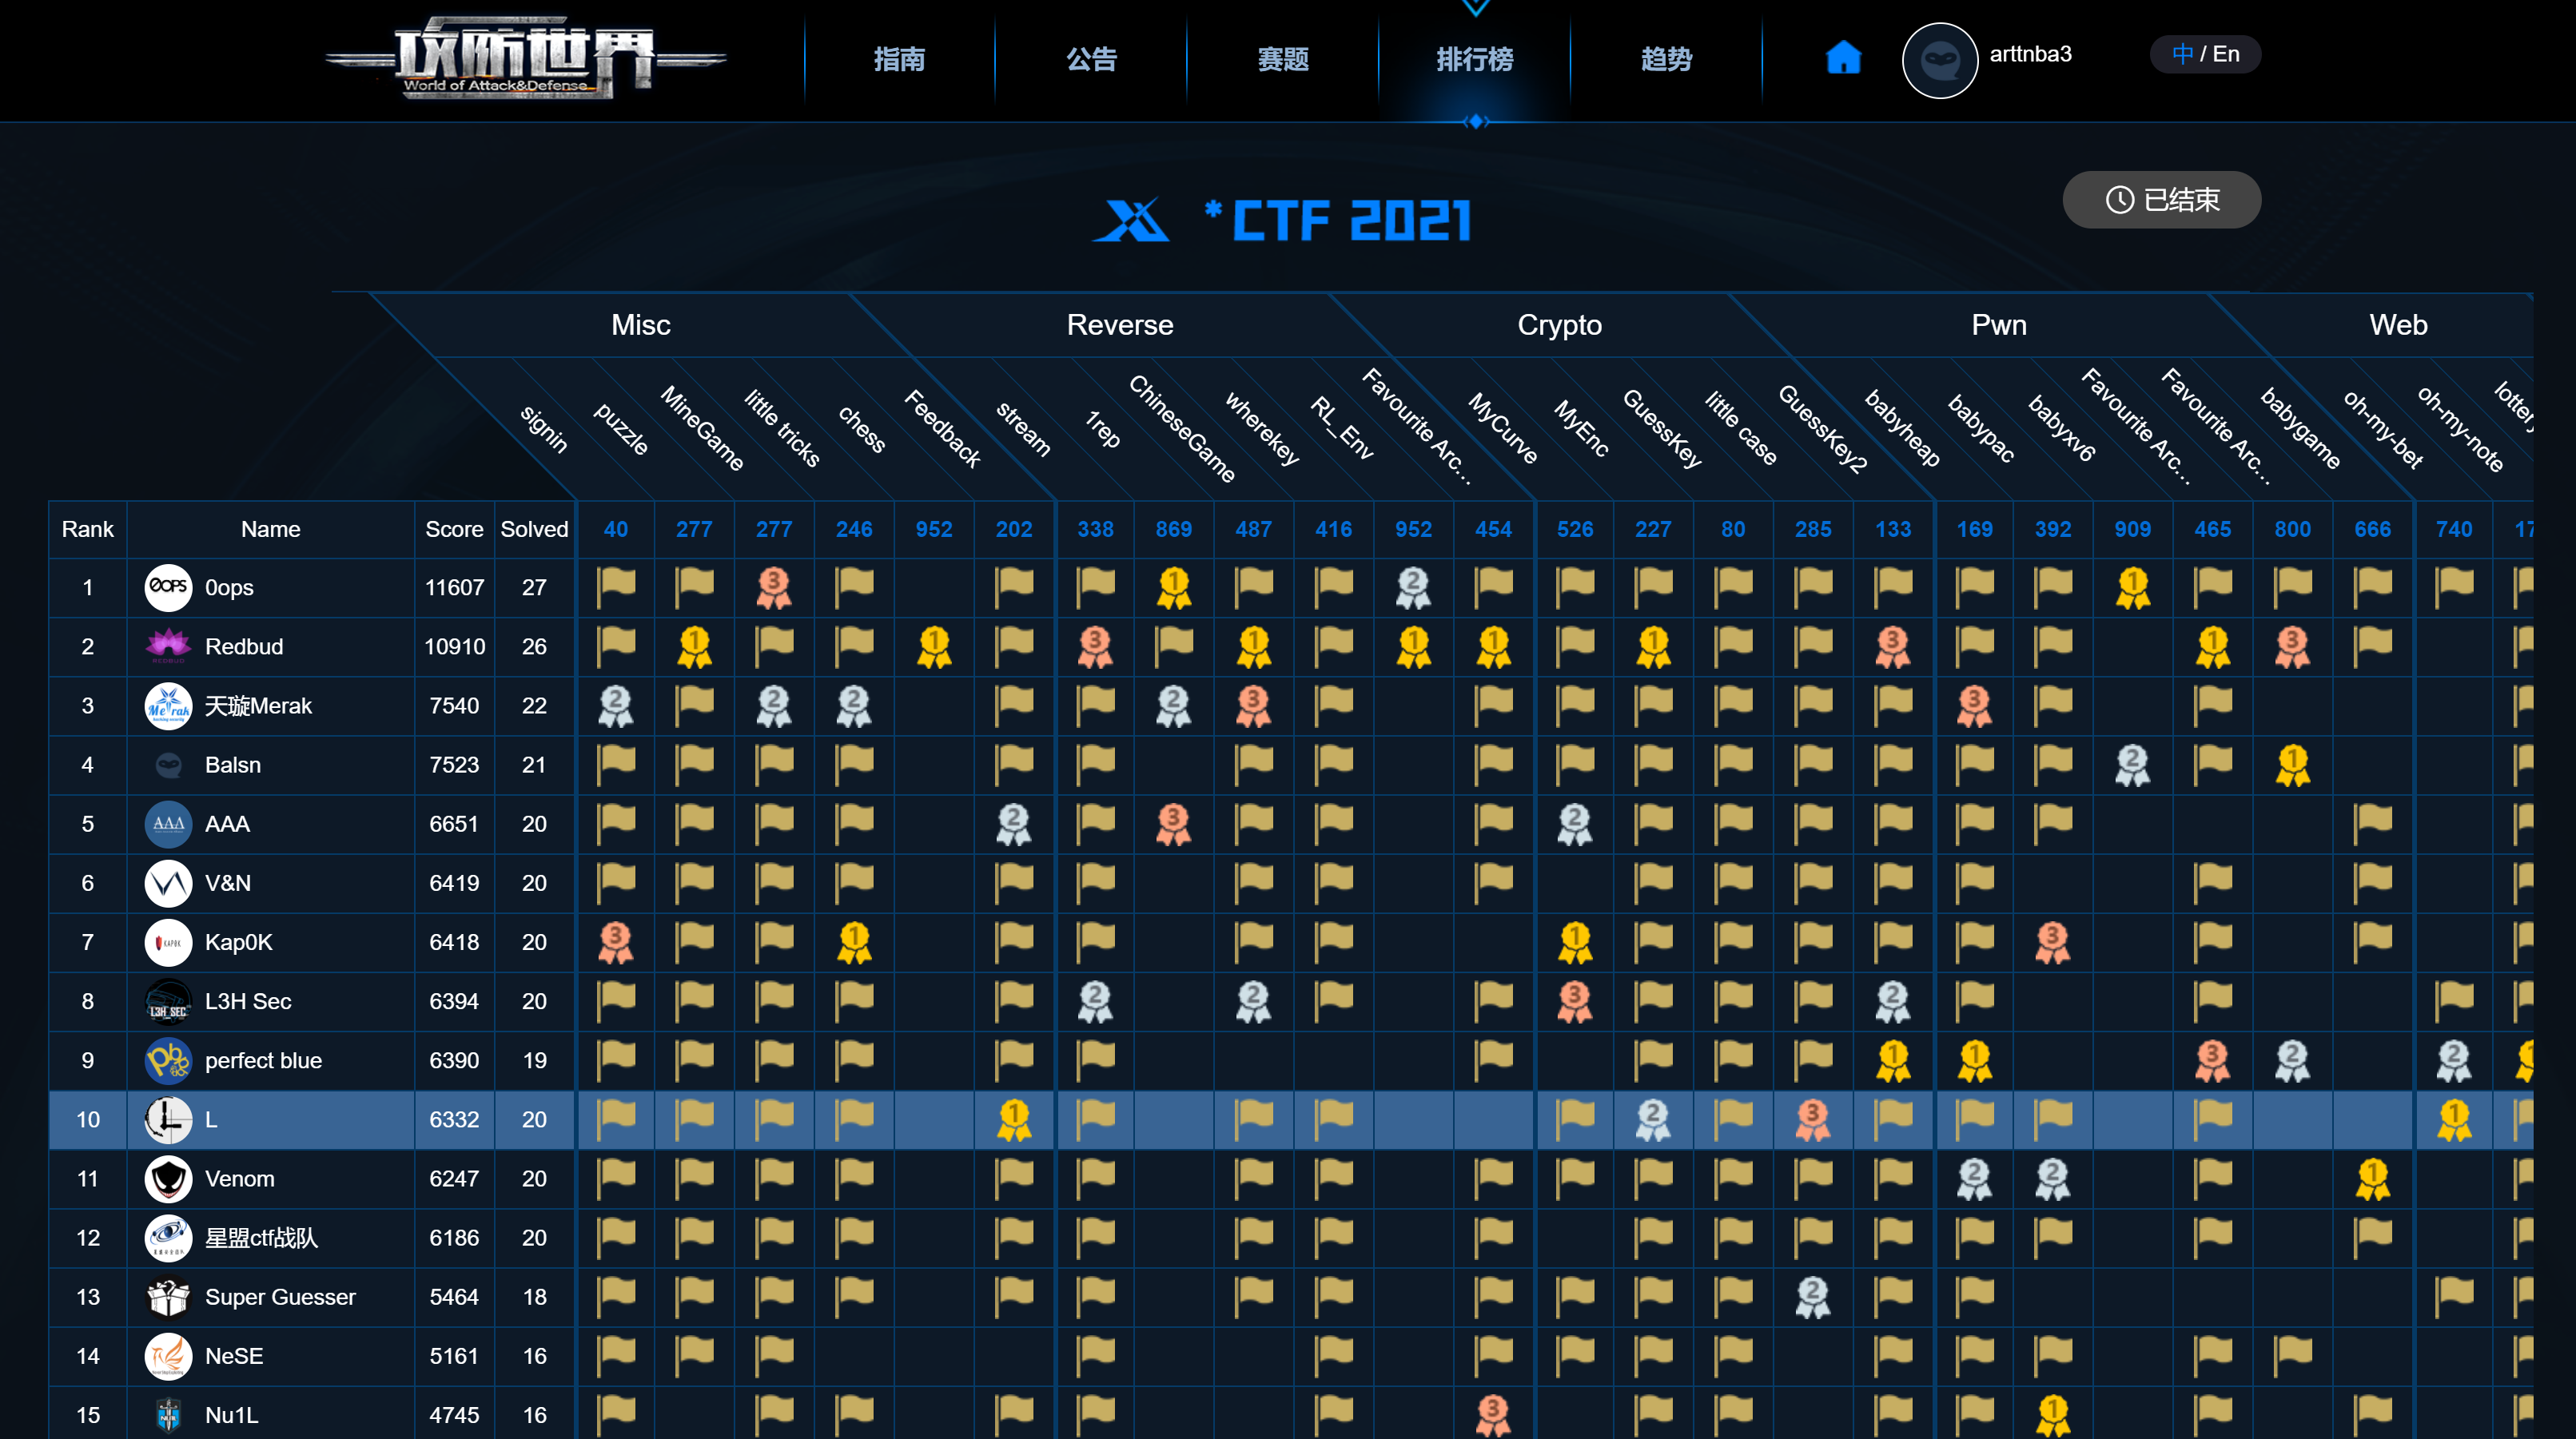 攻防世界
World of Attack&Defense
指南 公告 赛题 排行榜 趋势 arttnba3 中 / En
*CTF 2021 已结束
Misc Reverse Crypto Pwn Web
signin puzzle MineGame little tricks chess Feedback stream 1rep ChineseGame wherekey RL_Env Favourite Arc... MyCurve MyEnc GuessKey little case GuessKey2 babyheap babypac babyxv6 Favourite Arc... Favourite Arc... babygame oh-my-bet oh-my-note
Rank Name Score Solved 40 277 277 246 952 202 338 869 487 416 952 454 526 227 80 285 133 169 392 909 465 800 666 740
1 0ops 0ops 11607 27 3 1 2 1
2 REDBUD Redbud 10910 26 1 1 3 1 1 1 1 3 1 3
3 Merak 天璇Merak 7540 22 2 2 2 2 3 3
4 Balsn 7523 21 2 1
5 AAA AAA 6651 20 2 3 2
6 V&N 6419 20
7 KAP0K Kap0K 6418 20 3 1 1 3
8 L3H_SEC L3H Sec 6394 20 2 2 3 2
9 perfect blue 6390 19 1 1 3 2 2 1
10 L 6332 20 1 2 3 1
11 Venom 6247 20 2 2 1
12 星盟ctf战队 6186 20
13 Super Guesser 5464 18 2
14 NeSE 5161 16
15 Nu1L 4745 16 3 1